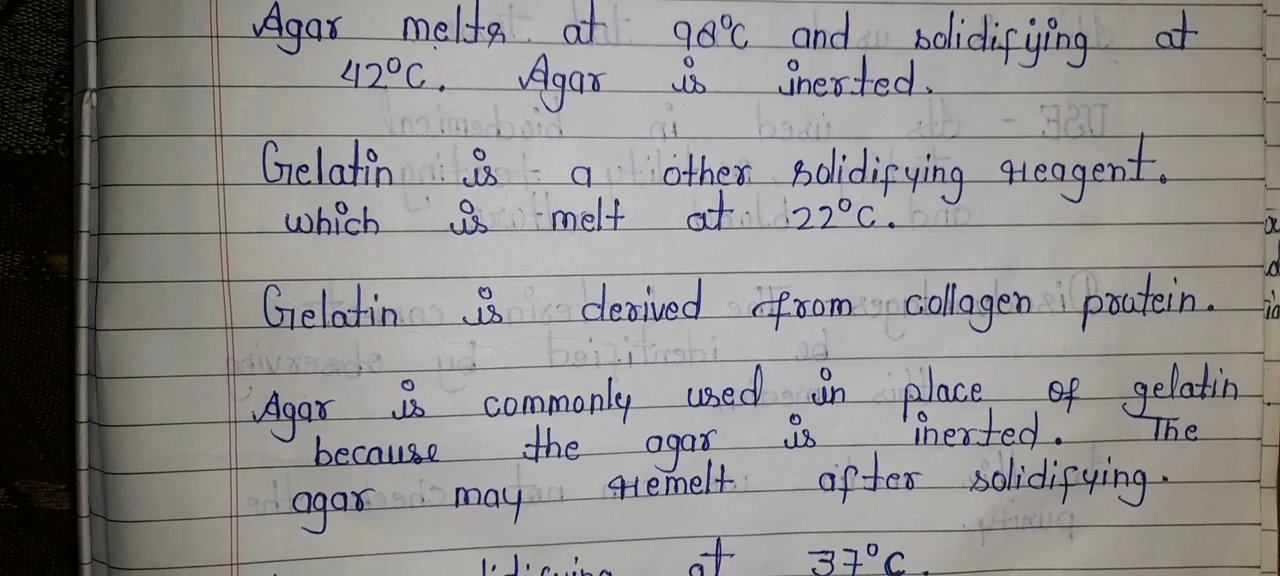 Agar melts at 98°C and solidifying at
42°C. Agar is inerted.
Gelatin is a other solidifying reagent.
which is melt at 22°C.
Gelatin is derived from collagen protein.
Agar is commonly used in place of gelatin
because the agar is inerted. The
agar may remelt after solidifying.
at 37°C.